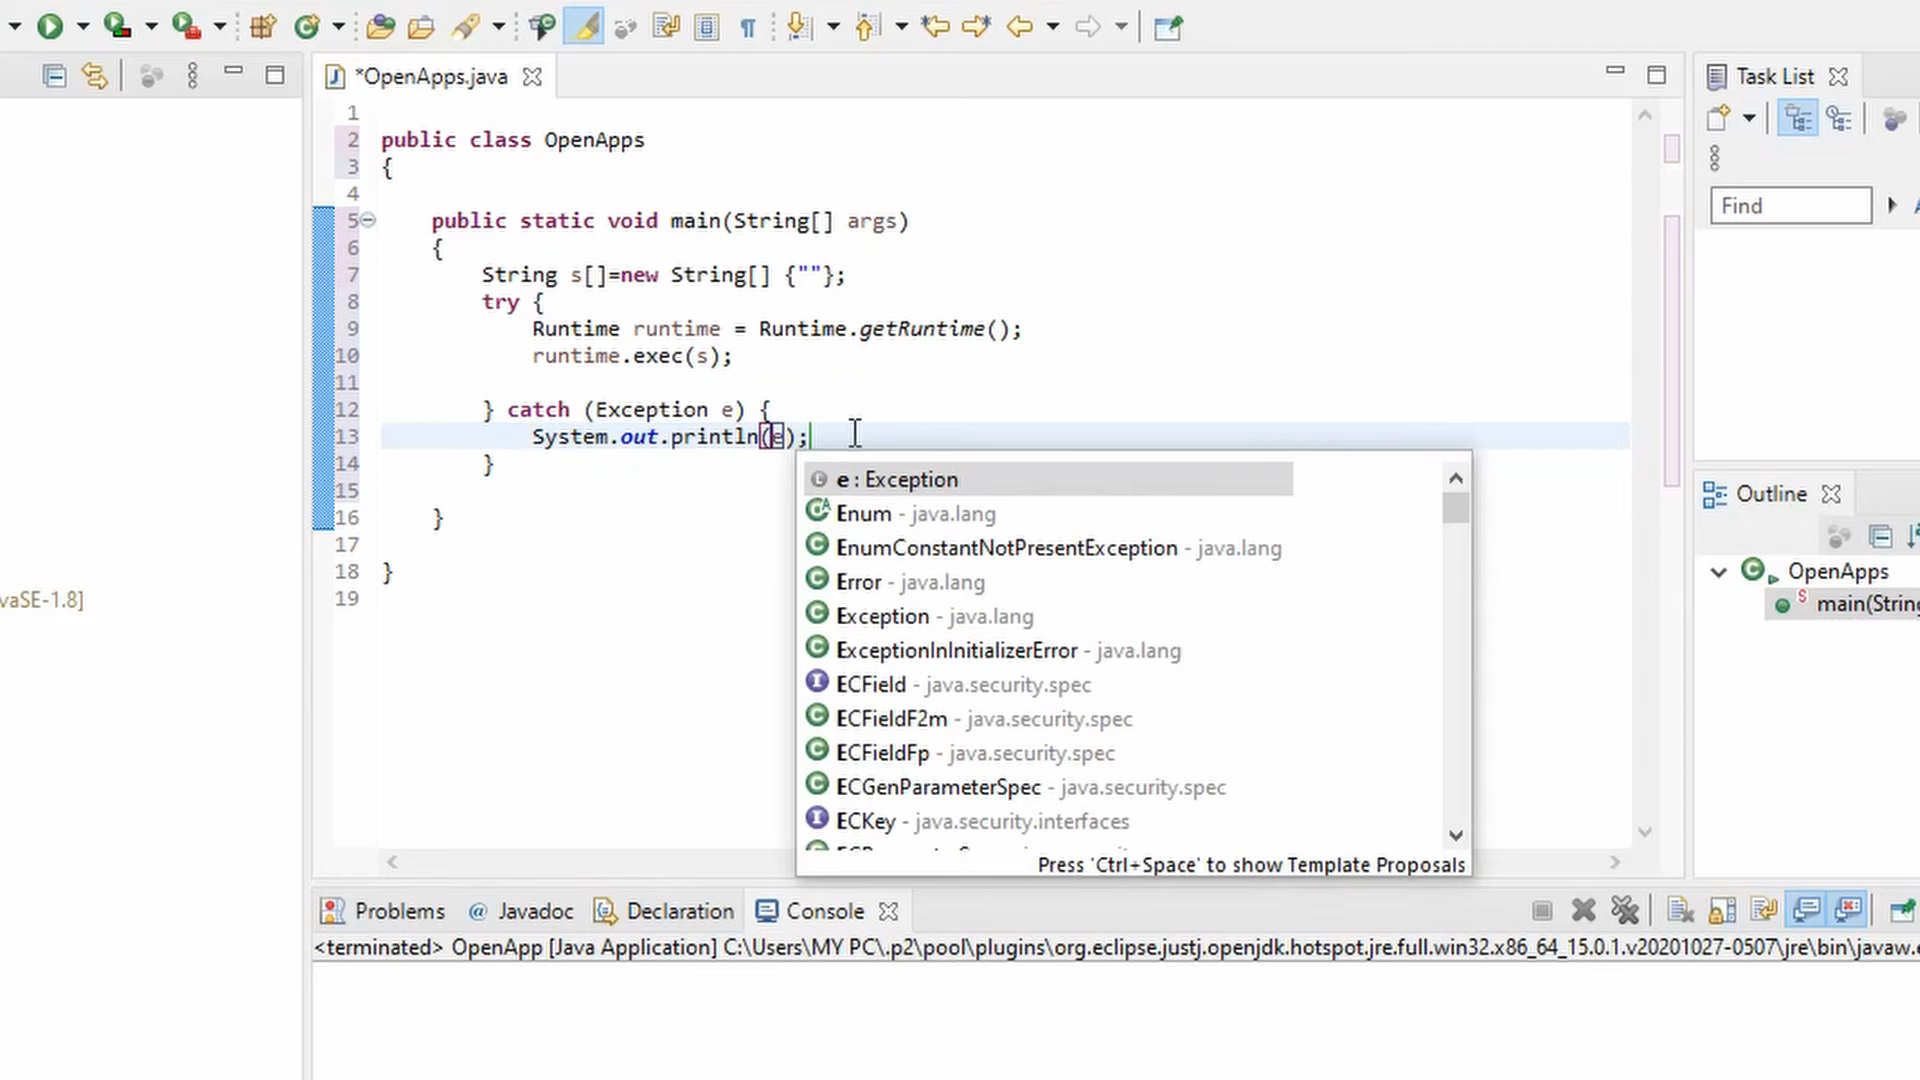 *OpenApps.java
Task List
1
2 public class OpenApps
3 {
4
5 public static void main(String[] args)
6 {
7 String s[]=new String[] {""};
8 try {
9 Runtime runtime = Runtime.getRuntime();
10 runtime.exec(s);
11
12 } catch (Exception e) {
13 System.out.println(e);
14 }
15
16 }
17
18 }
19
e : Exception
Enum - java.lang
EnumConstantNotPresentException - java.lang
Error - java.lang
Exception - java.lang
ExceptionInInitializerError - java.lang
ECField - java.security.spec
ECFieldF2m - java.security.spec
ECFieldFp - java.security.spec
ECGenParameterSpec - java.security.spec
ECKey - java.security.interfaces
Press 'Ctrl+Space' to show Template Proposals
vaSE-1.8]
Find
Outline
OpenApps
main(String
Problems @ Javadoc Declaration Console
<terminated> OpenApp [Java Application] C:\Users\MY PC\.p2\pool\plugins\org.eclipse.justj.openjdk.hotspot.jre.full.win32.x86_64_15.0.1.v20201027-0507\jre\bin\javaw.e